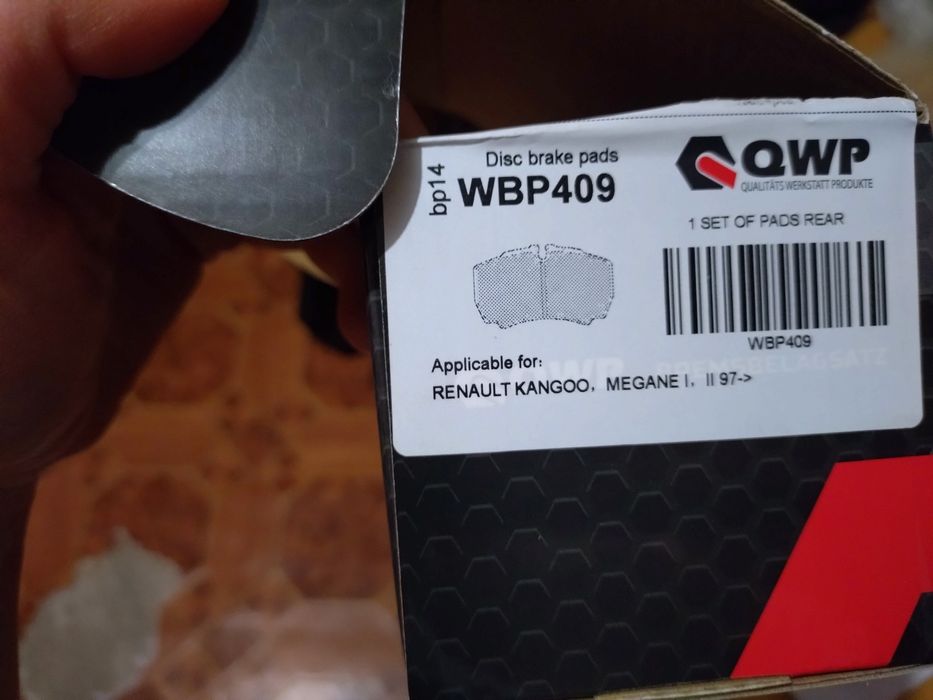 bp14
Disc brake pads
WBP409
QWP
QUALITÄTS WERKSTATT PRODUKTE
1 SET OF PADS REAR
WBP409
Applicable for:
RENAULT KANGOO, MEGANE I, II 97->
QWP